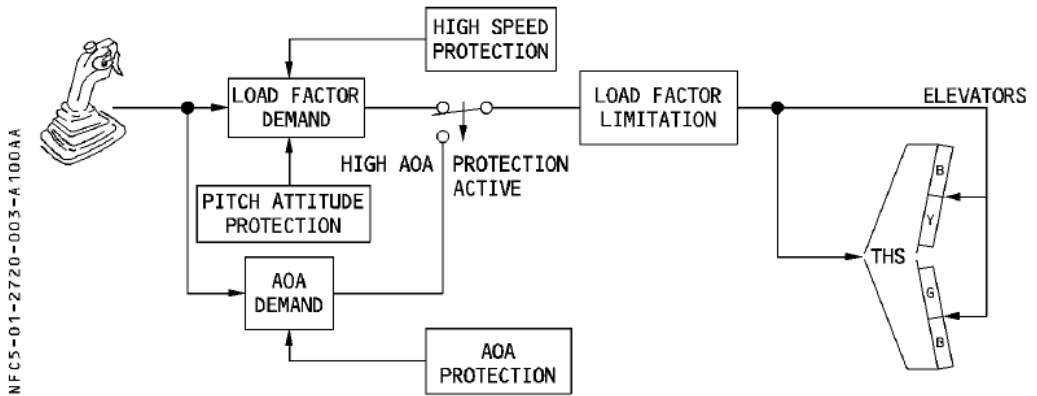 HIGH SPEED
PROTECTION
LOAD FACTOR
DEMAND
LOAD FACTOR
LIMITATION
ELEVATORS
HIGH AOA PROTECTION
ACTIVE
PITCH ATTITUDE
PROTECTION
AOA
DEMAND
AOA
PROTECTION
THS
B
Y
G
B
NFC5-01-2720-003-A100AA